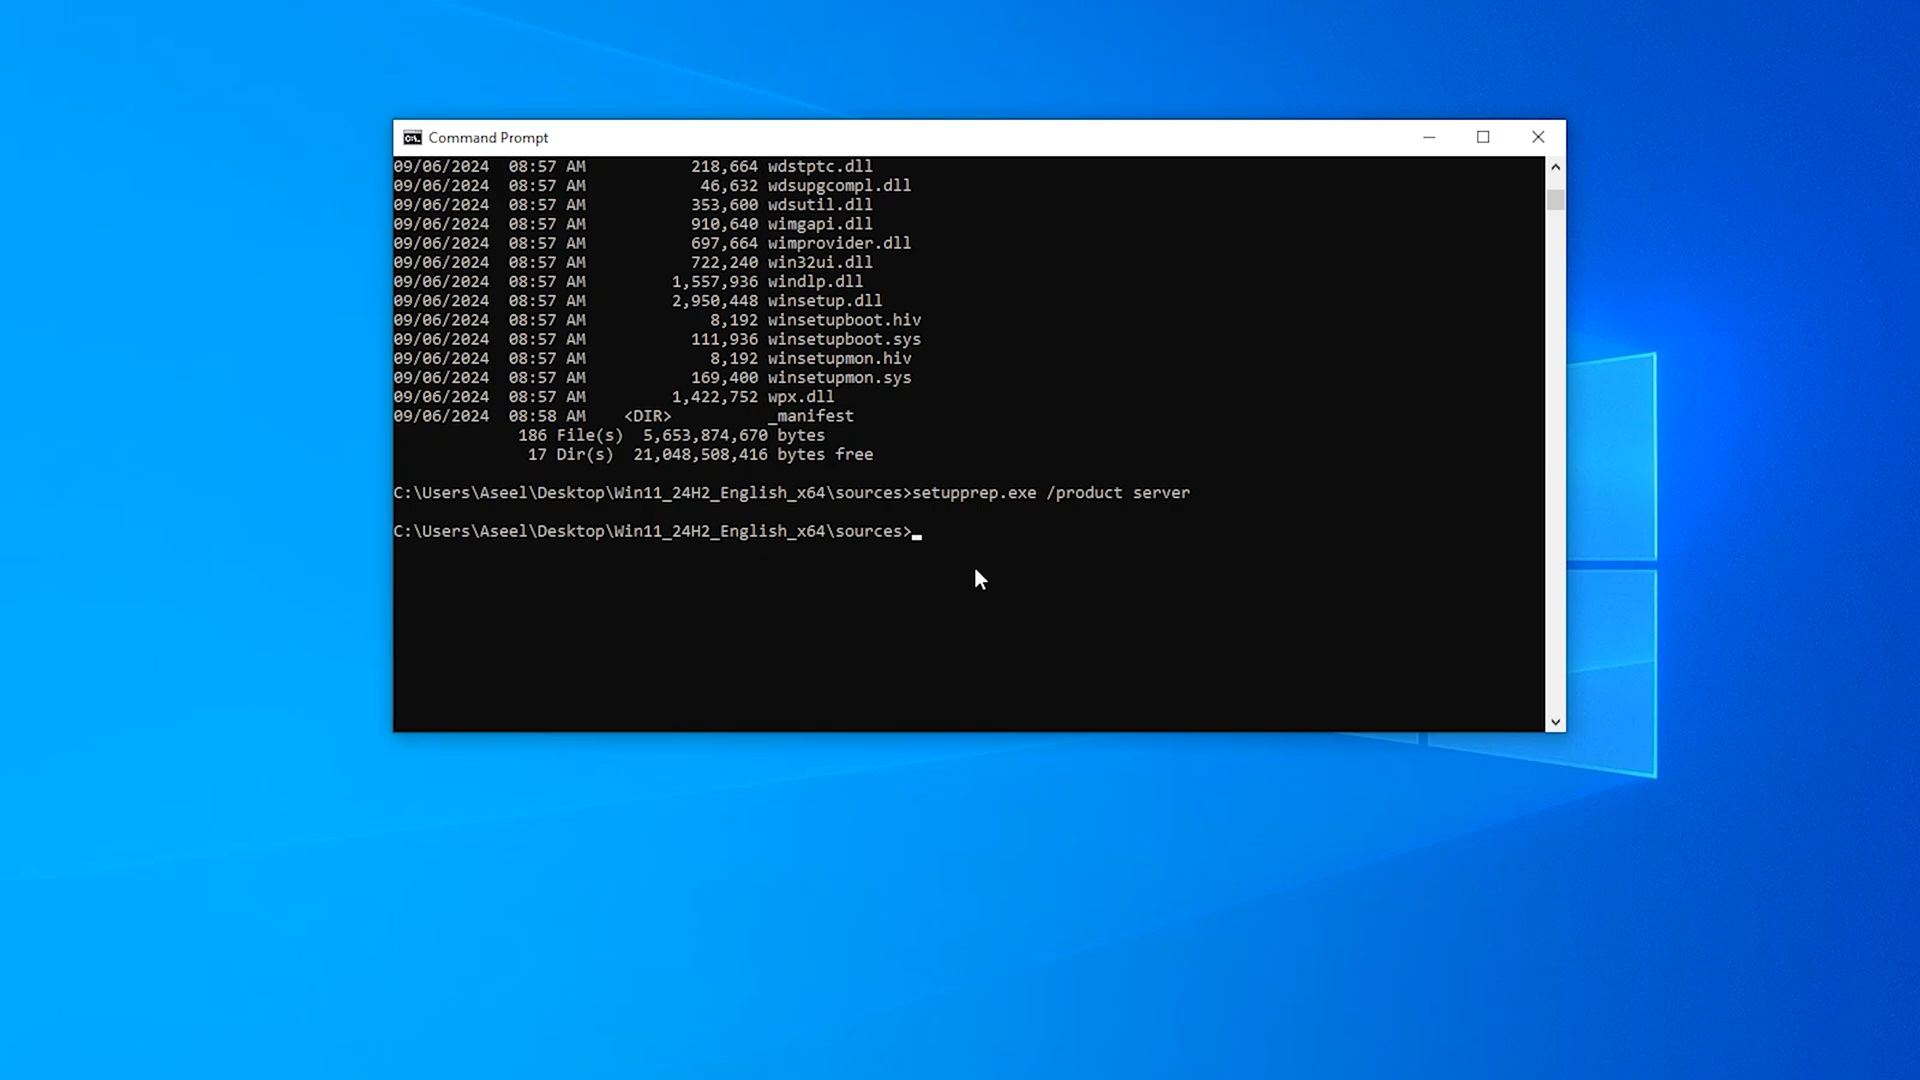 Command Prompt
09/06/2024  08:57 AM           218,664 wdstptc.dll
09/06/2024  08:57 AM            46,632 wdsupgcompl.dll
09/06/2024  08:57 AM           353,600 wdsutil.dll
09/06/2024  08:57 AM           910,640 wimgapi.dll
09/06/2024  08:57 AM           697,664 wimprovider.dll
09/06/2024  08:57 AM           722,240 win32ui.dll
09/06/2024  08:57 AM         1,557,936 windlp.dll
09/06/2024  08:57 AM         2,950,448 winsetup.dll
09/06/2024  08:57 AM             8,192 winsetupboot.hiv
09/06/2024  08:57 AM           111,936 winsetupboot.sys
09/06/2024  08:57 AM             8,192 winsetupmon.hiv
09/06/2024  08:57 AM           169,400 winsetupmon.sys
09/06/2024  08:57 AM         1,422,752 wpx.dll
09/06/2024  08:58 AM    <DIR>          _manifest
186 File(s)  5,653,874,670 bytes
17 Dir(s)  21,048,508,416 bytes free
C:\Users\Aseel\Desktop\Win11_24H2_English_x64\sources>setupprep.exe /product server
C:\Users\Aseel\Desktop\Win11_24H2_English_x64\sources>